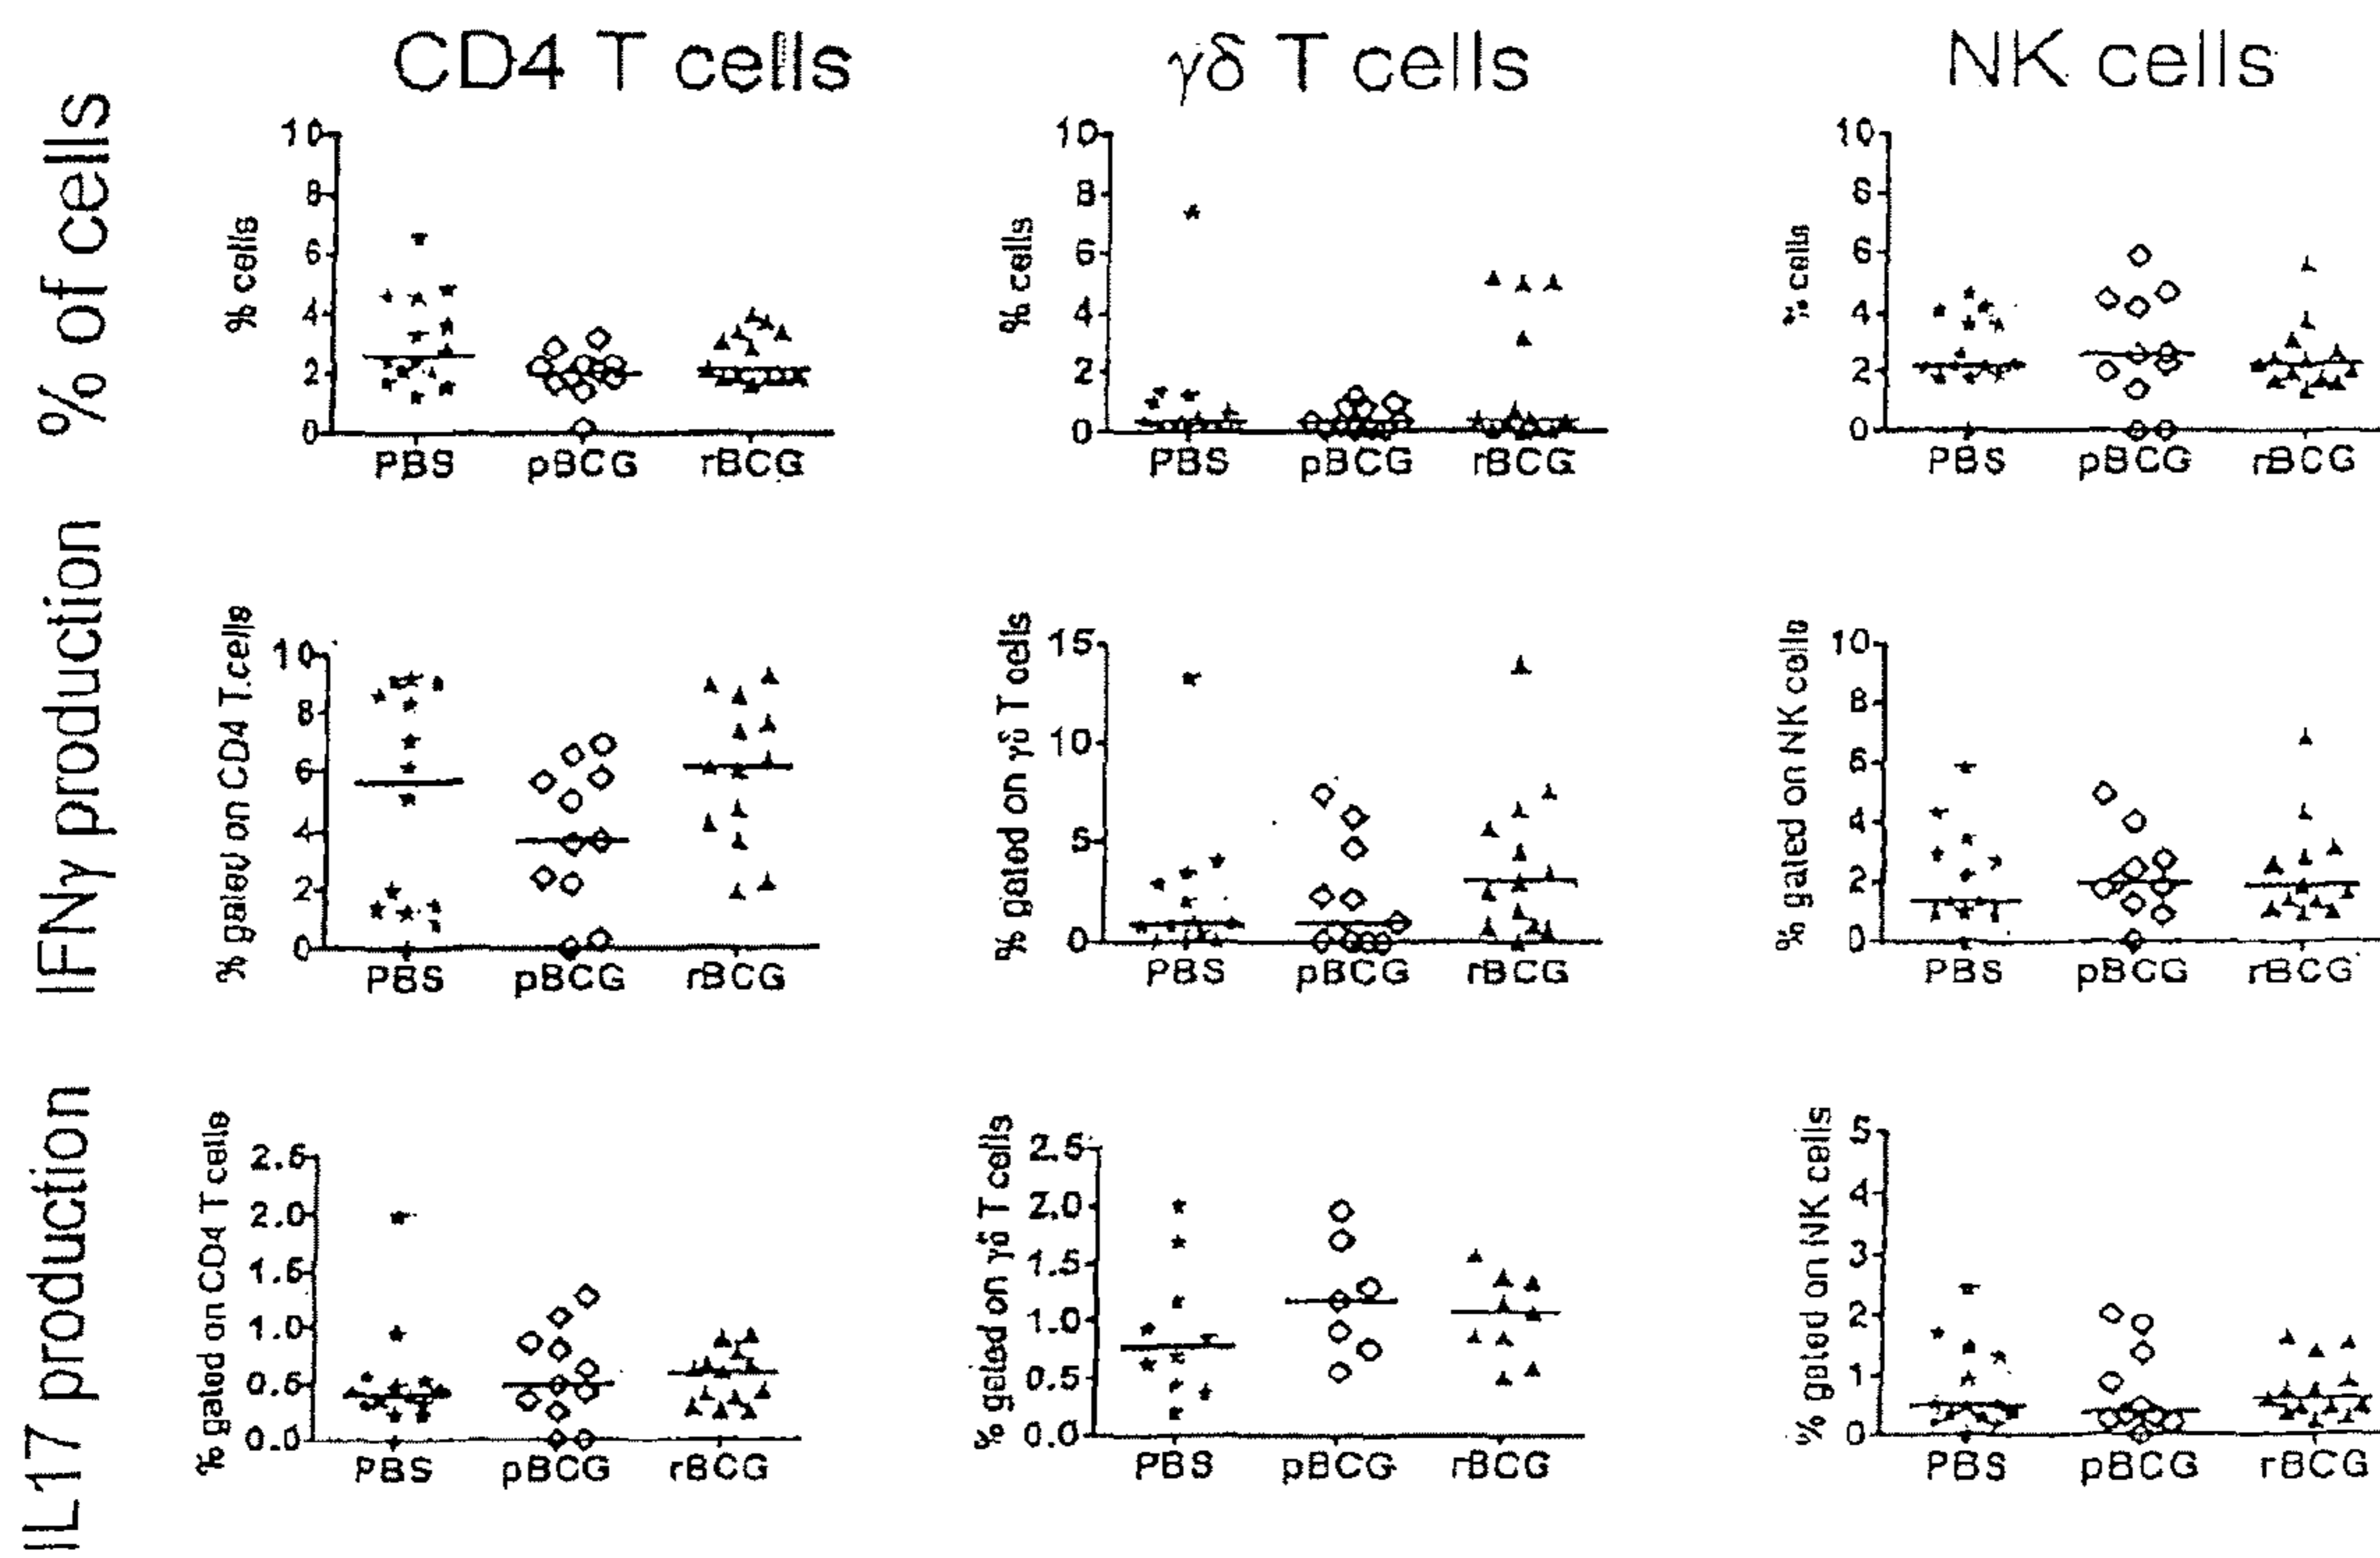 CD4 T cells
γδ T cells
NK cells
% of cells
% cells
10
8
6
4
2
0
PBS pBCG rBCG
% cells
10
8
6
4
2
0
PBS pBCG rBCG
% cells
10
8
6
4
2
0
PBS pBCG rBCG
IFNγ production
% gated on CD4 T.cells
10
8
6
4
2
0
PBS pBCG rBCG
% gated on γδ T cells
15
10
5
0
PBS pBCG rBCG
% gated on NK cells
10
8
6
4
2
0
PBS pBCG rBCG
IL17 production
% gated on CD4 T cells
2.5
2.0
1.5
1.0
0.5
0.0
PBS pBCG rBCG
% gated on γδ T cells
2.5
2.0
1.5
1.0
0.5
0.0
PBS pBCG rBCG
% gated on NK cells
5
4
3
2
1
0
PBS pBCG rBCG